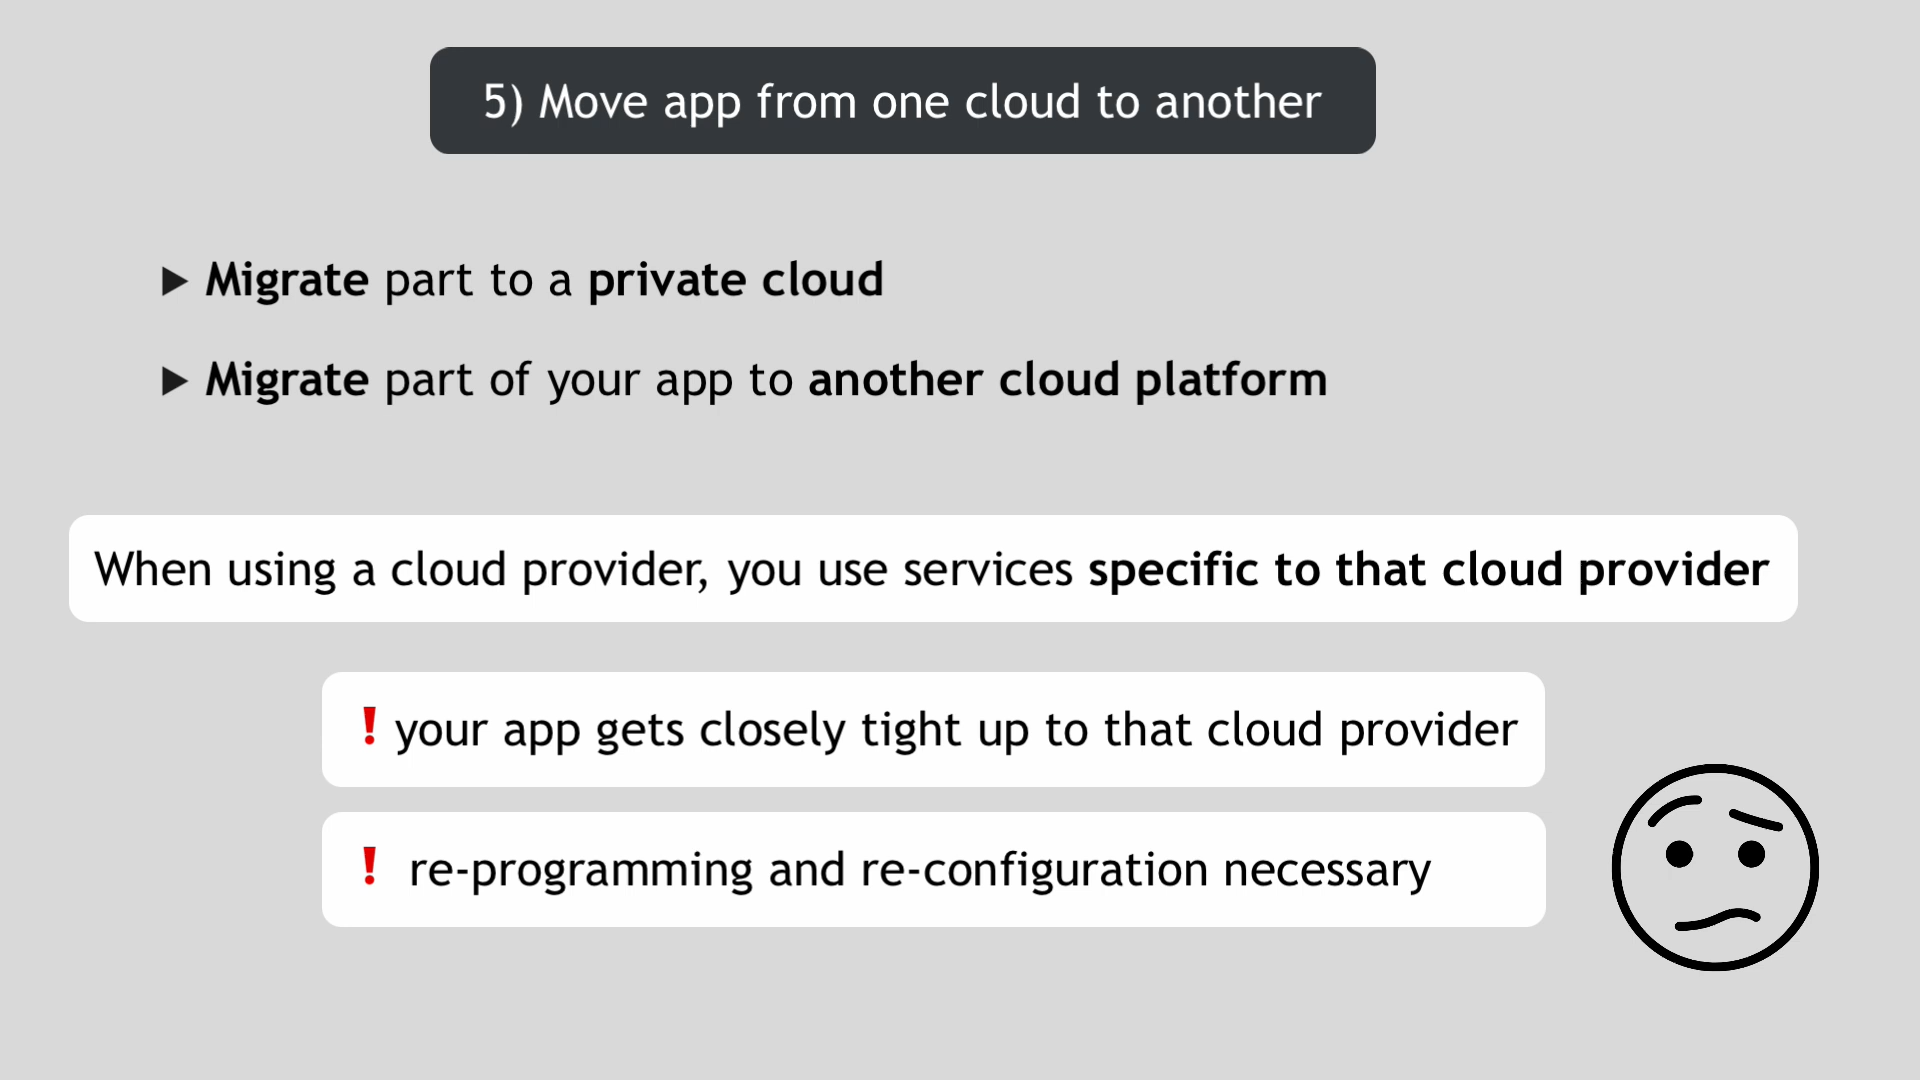 5) Move app from one cloud to another
▶ Migrate part to a private cloud
▶ Migrate part of your app to another cloud platform
When using a cloud provider, you use services specific to that cloud provider
! your app gets closely tight up to that cloud provider
! re-programming and re-configuration necessary